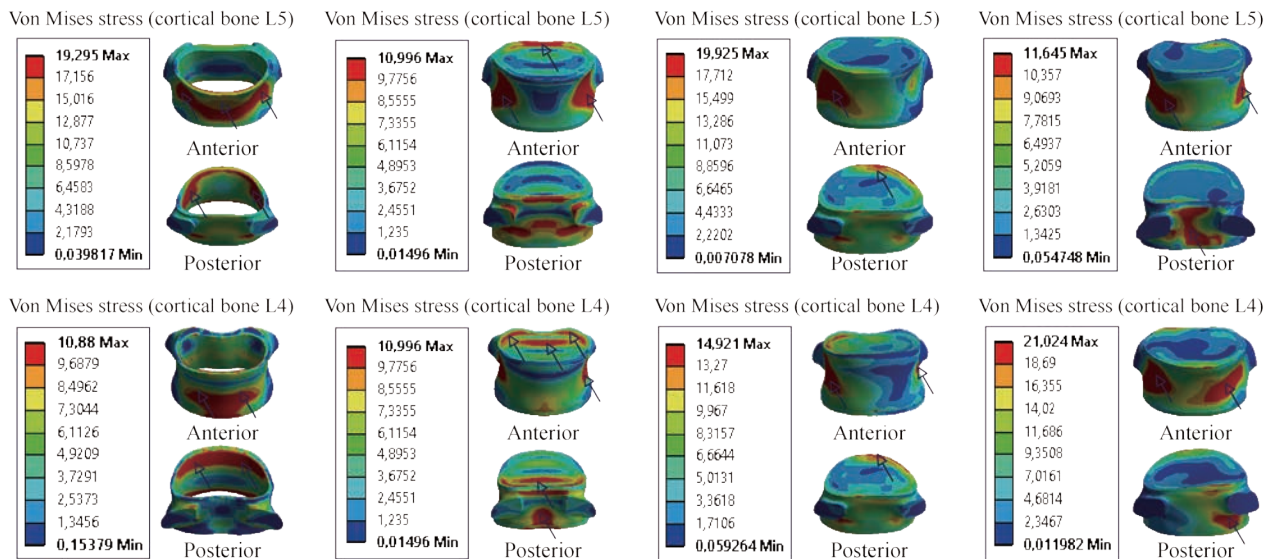 Von Mises stress (cortical bone L5)
19,295 Max
17,156
15,016
12,877
10,737
8,5978
6,4583
4,3188
2,1793
0,039817 Min
Anterior
Posterior
Von Mises stress (cortical bone L5)
10,996 Max
9,7756
8,5555
7,3355
6,1154
4,8953
3,6752
2,4551
1,235
0,01496 Min
Anterior
Posterior
Von Mises stress (cortical bone L5)
19,925 Max
17,712
15,499
13,286
11,073
8,8596
6,6465
4,4333
2,2202
0,007078 Min
Anterior
Posterior
Von Mises stress (cortical bone L5)
11,645 Max
10,357
9,0693
7,7815
6,4937
5,2059
3,9181
2,6303
1,3425
0,054748 Min
Anterior
Posterior
Von Mises stress (cortical bone L4)
10,88 Max
9,6879
8,4962
7,3044
6,1126
4,9209
3,7291
2,5373
1,3456
0,15379 Min
Anterior
Posterior
Von Mises stress (cortical bone L4)
10,996 Max
9,7756
8,5555
7,3355
6,1154
4,8953
3,6752
2,4551
1,235
0,01496 Min
Anterior
Posterior
Von Mises stress (cortical bone L4)
14,921 Max
13,27
11,618
9,967
8,3157
6,6644
5,0131
3,3618
1,7106
0,059264 Min
Anterior
Posterior
Von Mises stress (cortical bone L4)
21,024 Max
18,69
16,355
14,02
11,686
9,3508
7,0161
4,6814
2,3467
0,011982 Min
Anterior
Posterior